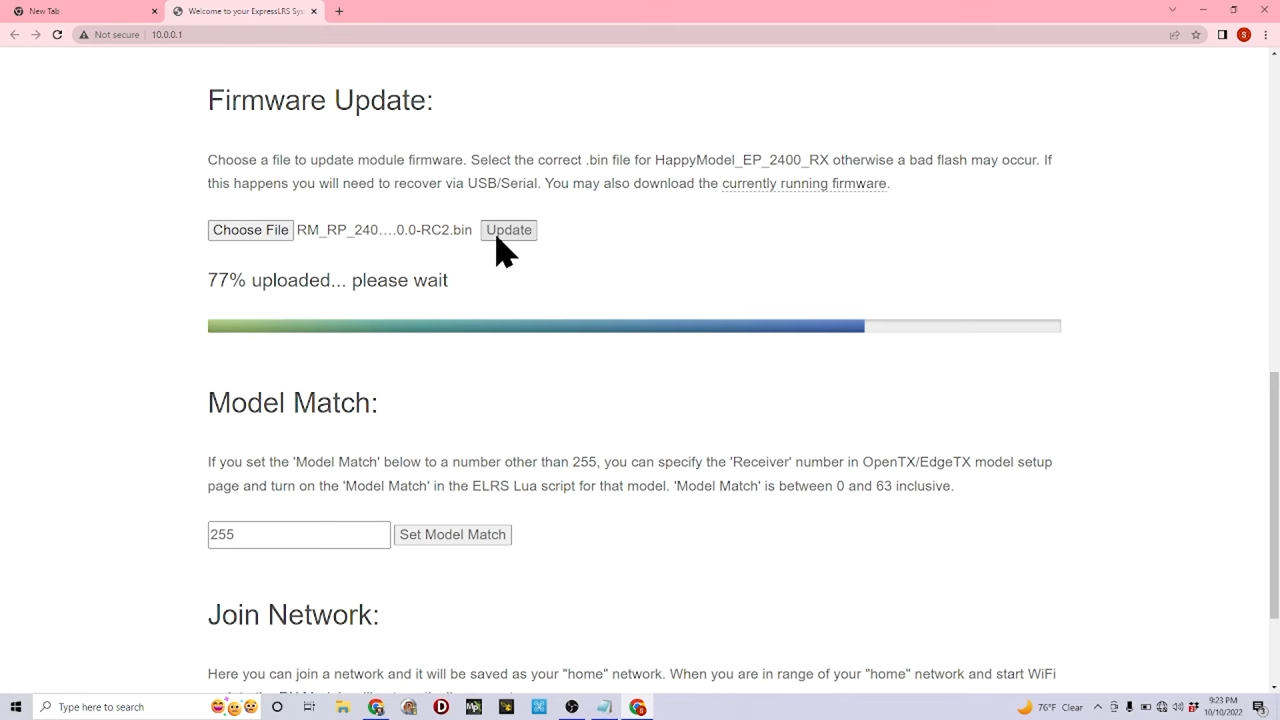 New Tab
Welcome to your ExpressLRS Sys
Not secure
10.0.0.1
S
Firmware Update:
Choose a file to update module firmware. Select the correct .bin file for HappyModel_EP_2400_RX otherwise a bad flash may occur. If
this happens you will need to recover via USB/Serial. You may also download the currently running firmware.
Choose File RM_RP_240....0.0-RC2.bin Update
77% uploaded... please wait
Model Match:
If you set the 'Model Match' below to a number other than 255, you can specify the 'Receiver' number in OpenTX/EdgeTX model setup
page and turn on the 'Model Match' in the ELRS Lua script for that model. 'Model Match' is between 0 and 63 inclusive.
255 Set Model Match
Join Network:
Here you can join a network and it will be saved as your "home" network. When you are in range of your "home" network and start WiFi
Type here to search
76°F Clear
9:23 PM
10/10/2022